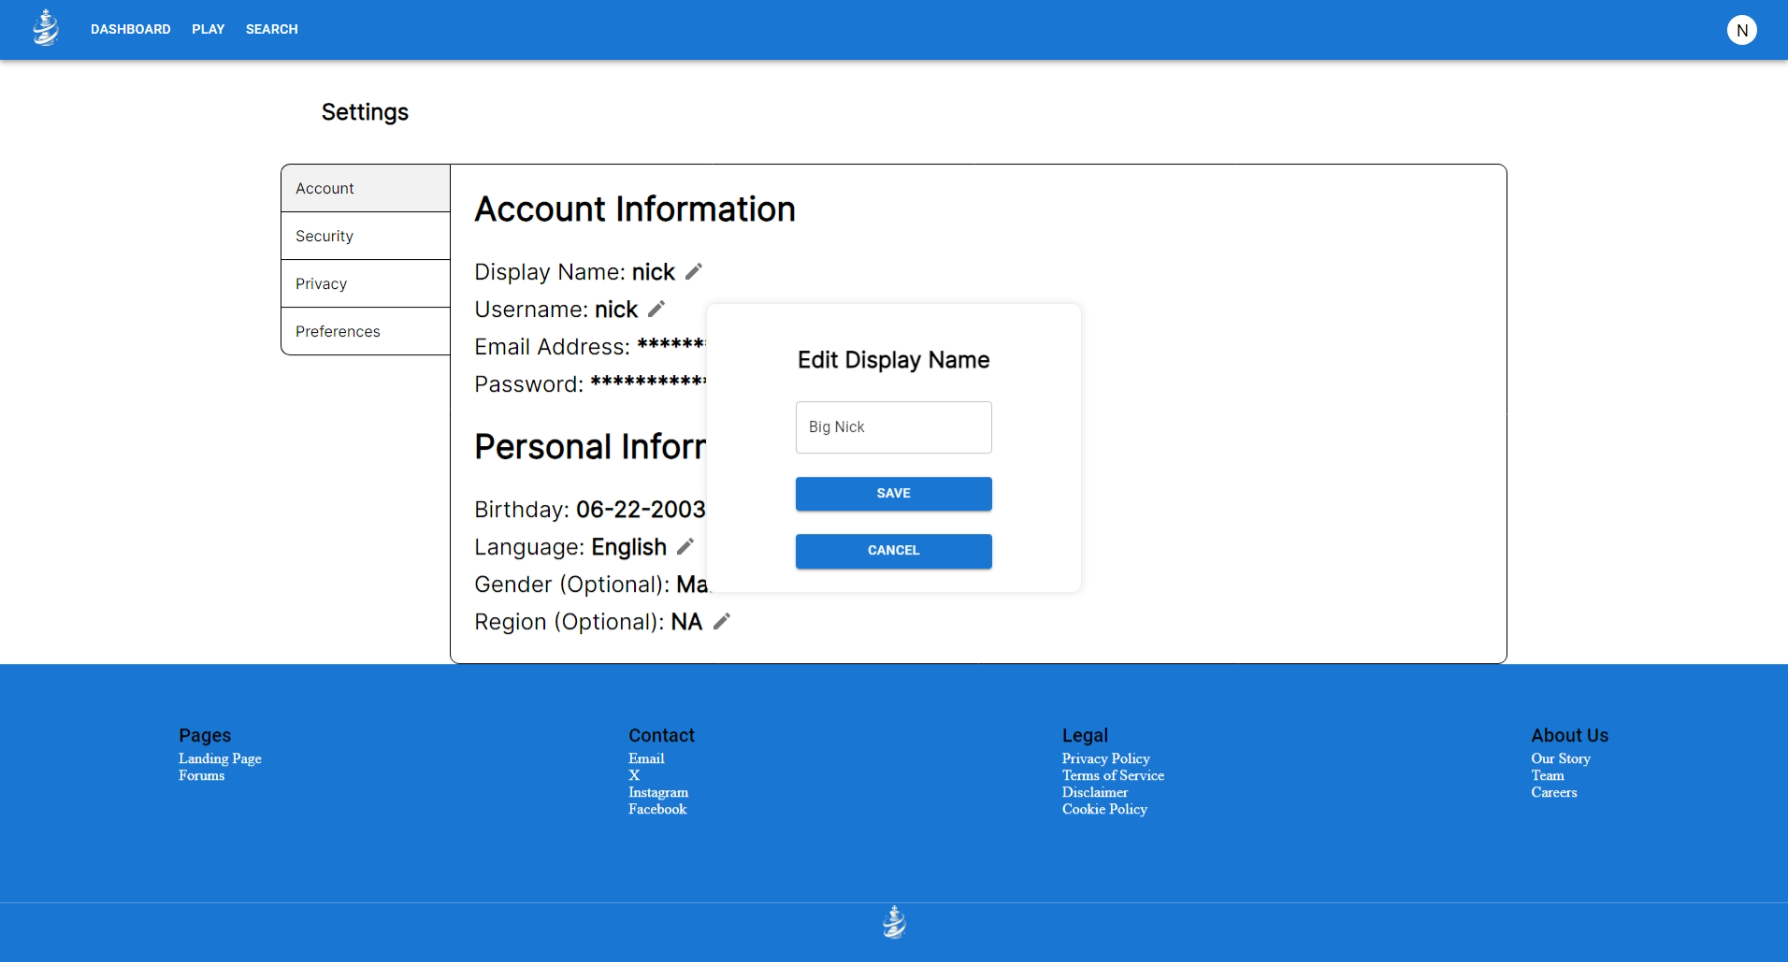 DASHBOARD PLAY SEARCH
N
Settings
Account
Security
Privacy
Preferences
Account Information
Display Name: nick
Username: nick
Email Address: *******
Password: ***********
Personal Inform
Birthday: 06-22-2003
Language: English
Gender (Optional): Ma
Region (Optional): NA
Edit Display Name
Big Nick
SAVE
CANCEL
Pages
Landing Page
Forums
Contact
Email
X
Instagram
Facebook
Legal
Privacy Policy
Terms of Service
Disclaimer
Cookie Policy
About Us
Our Story
Team
Careers